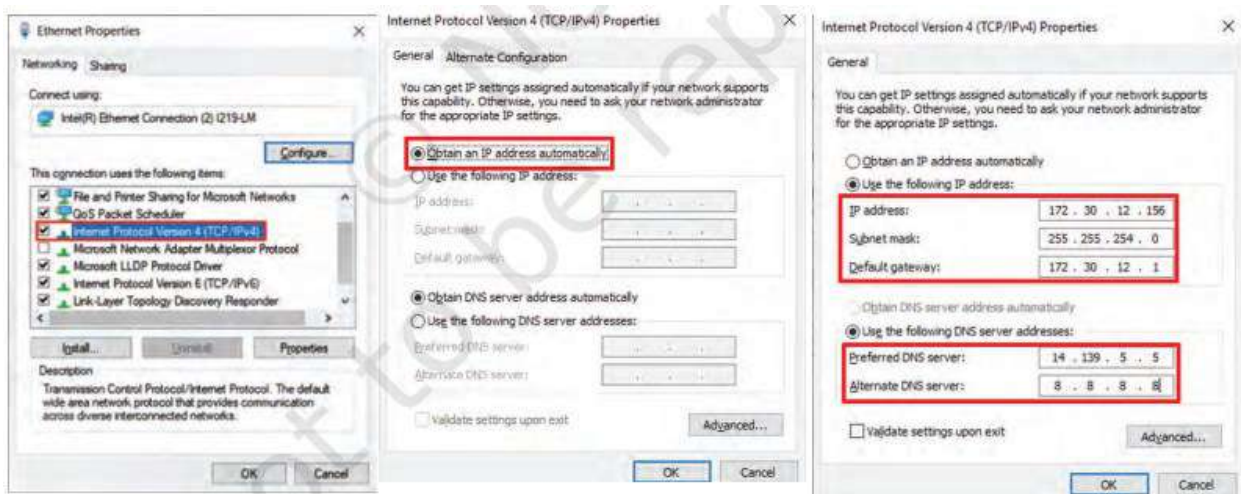 Ethernet Properties
Networking Sharing
Connect using:
Intel(R) Ethernet Connection (2) I219-LM
Configure...
This connection uses the following items:
File and Printer Sharing for Microsoft Networks
QoS Packet Scheduler
Internet Protocol Version 4 (TCP/IPv4)
Microsoft Network Adapter Multiplexor Protocol
Microsoft LLDP Protocol Driver
Internet Protocol Version 6 (TCP/IPv6)
Link-Layer Topology Discovery Responder
Install... Uninstall Properties
Description
Transmission Control Protocol/Internet Protocol. The default
wide area network protocol that provides communication
across diverse interconnected networks.
OK Cancel
Internet Protocol Version 4 (TCP/IPv4) Properties
General Alternate Configuration
You can get IP settings assigned automatically if your network supports
this capability. Otherwise, you need to ask your network administrator
for the appropriate IP settings.
Obtain an IP address automatically
Use the following IP address:
IP address:
Subnet mask:
Default gateway:
Obtain DNS server address automatically
Use the following DNS server addresses:
Preferred DNS server:
Alternate DNS server:
Validate settings upon exit
Advanced...
OK Cancel
Internet Protocol Version 4 (TCP/IPv4) Properties
General
You can get IP settings assigned automatically if your network supports
this capability. Otherwise, you need to ask your network administrator
for the appropriate IP settings.
Obtain an IP address automatically
Use the following IP address:
IP address: 172 . 30 . 12 . 156
Subnet mask: 255 . 255 . 254 . 0
Default gateway: 172 . 30 . 12 . 1
Obtain DNS server address automatically
Use the following DNS server addresses:
Preferred DNS server: 14 . 139 . 5 . 5
Alternate DNS server: 8 . 8 . 8 . 8
Validate settings upon exit
Advanced...
OK Cancel